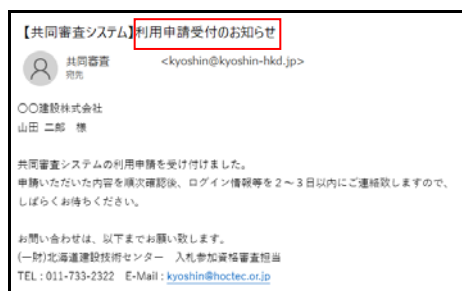 【共同審査システム】利用申請受付のお知らせ
共同審査 <kyoshin@kyoshin-hkd.jp>
宛先
〇〇建設株式会社
山田 二郎 様
共同審査システムの利用申請を受け付けました。
申請いただいた内容を順次確認後、ログイン情報等を2～3日以内にご連絡致しますので、
しばらくお待ちください。
お問い合わせは、以下までお願い致します。
(一財)北海道建設技術センター 入札参加資格審査担当
TEL：011-733-2322 E-Mail：kyoshin@hoctec.or.jp